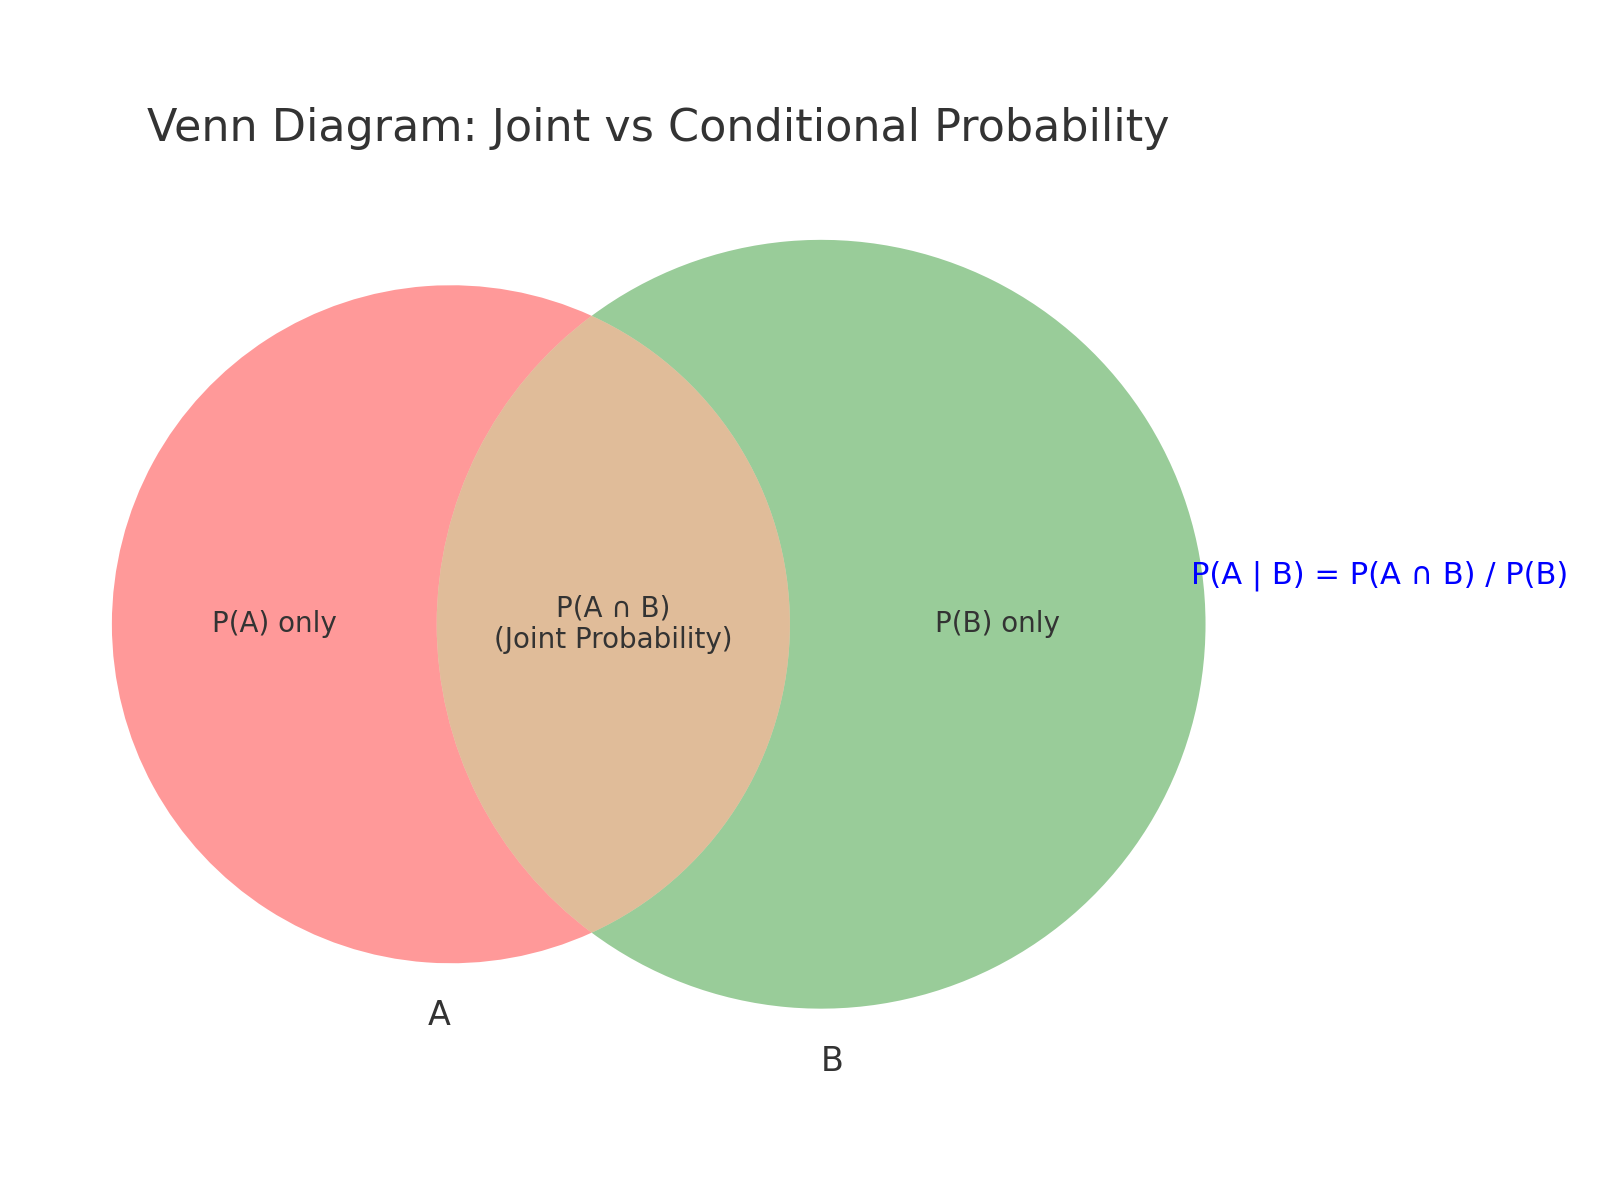 Venn Diagram: Joint vs Conditional Probability
P(A | B) = P(A ∩ B) / P(B)
P(A) only
P(A ∩ B)
(Joint Probability)
P(B) only
A
B